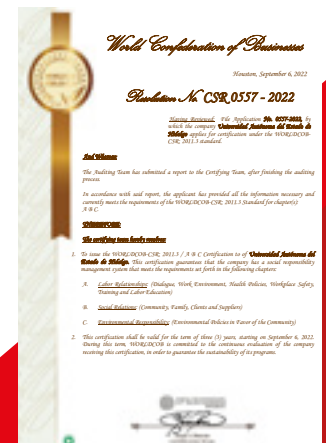 World Confederation of Businesses
Houston, September 6, 2022
Resolution No. CSR 0557 - 2022
Having Reviewed: File Application No. 0557-2022, by
which the company Universidad Autónoma del Estado de
Hidalgo applies for certification under the WORLDCOB-
CSR: 2011.3 standard.
And Whereas:
The Auditing Team has submitted a report to the Certifying Team, after finishing the auditing
process.
In accordance with said report, the applicant has provided all the information necessary and
currently meets the requirements of the WORLDCOB-CSR: 2011.3 Standard for chapter(s):
A B C.
THEREFORE:
The certifying team hereby resolves:
1. To issue the WORLDCOB-CSR: 2011.3 / A B C Certification to of Universidad Autónoma del
Estado de Hidalgo. This certification guarantees that the company has a social responsibility
management system that meets the requirements set forth in the following chapters:
A. Labor Relationships: (Dialogue, Work Environment, Health Policies, Workplace Safety,
Training and Labor Education)
B. Social Relations: (Community, Family, Clients and Suppliers)
C. Environmental Responsibility: (Environmental Policies in Favor of the Community)
2. This certification shall be valid for the term of three (3) years, starting on September 6, 2022.
During this term, WORLDCOB is committed to the continuous evaluation of the company
receiving this certification, in order to guarantee the sustainability of its programs.